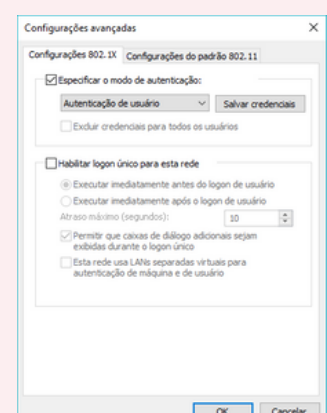 Configurações avançadas
Configurações 802.1X
Configurações do padrão 802.11
Especificar o modo de autenticação:
Autenticação de usuário
Salvar credenciais
Excluir credenciais para todos os usuários
Habilitar logon único para esta rede
Executar imediatamente antes do logon de usuário
Executar imediatamente após o logon de usuário
Atraso máximo (segundos):
10
Permitir que caixas de diálogo adicionais sejam
exibidas durante o logon único
Esta rede usa LANs separadas virtuais para
autenticação de máquina e de usuário
OK
Cancelar